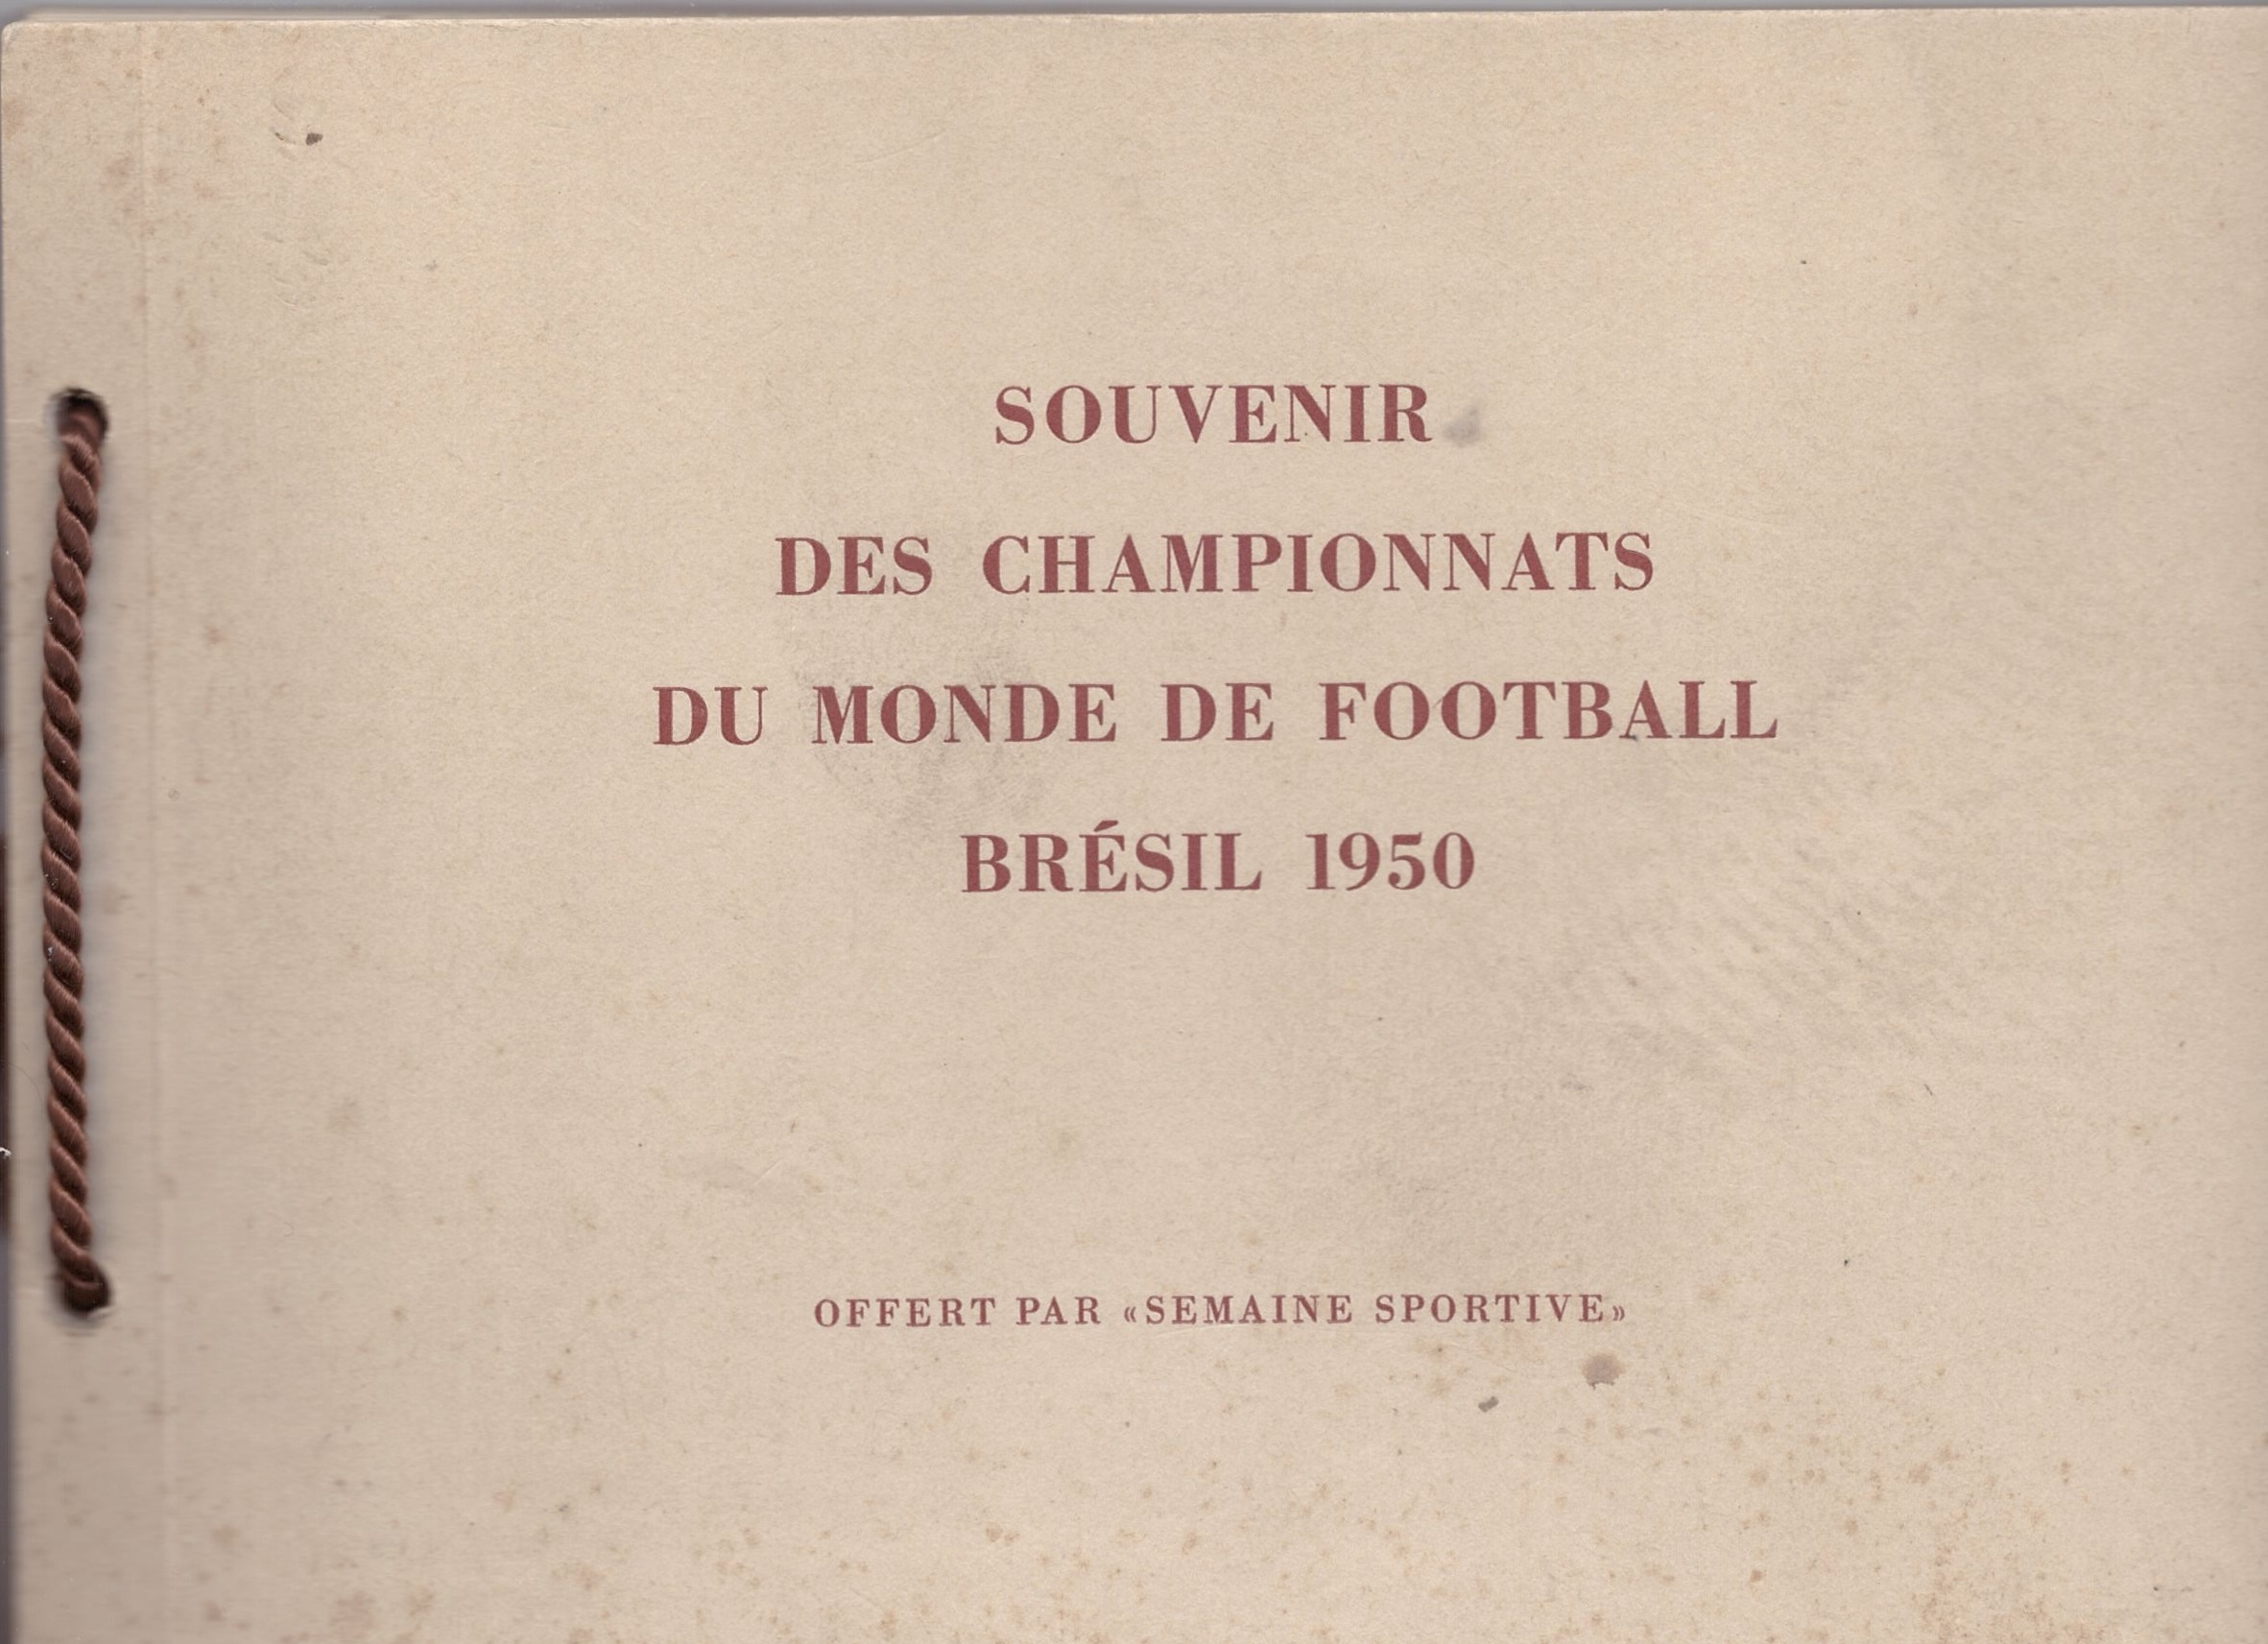 SOUVENIR
DES CHAMPIONNATS
DU MONDE DE FOOTBALL
BRÉSIL 1950
OFFERT PAR «SEMAINE SPORTIVE»